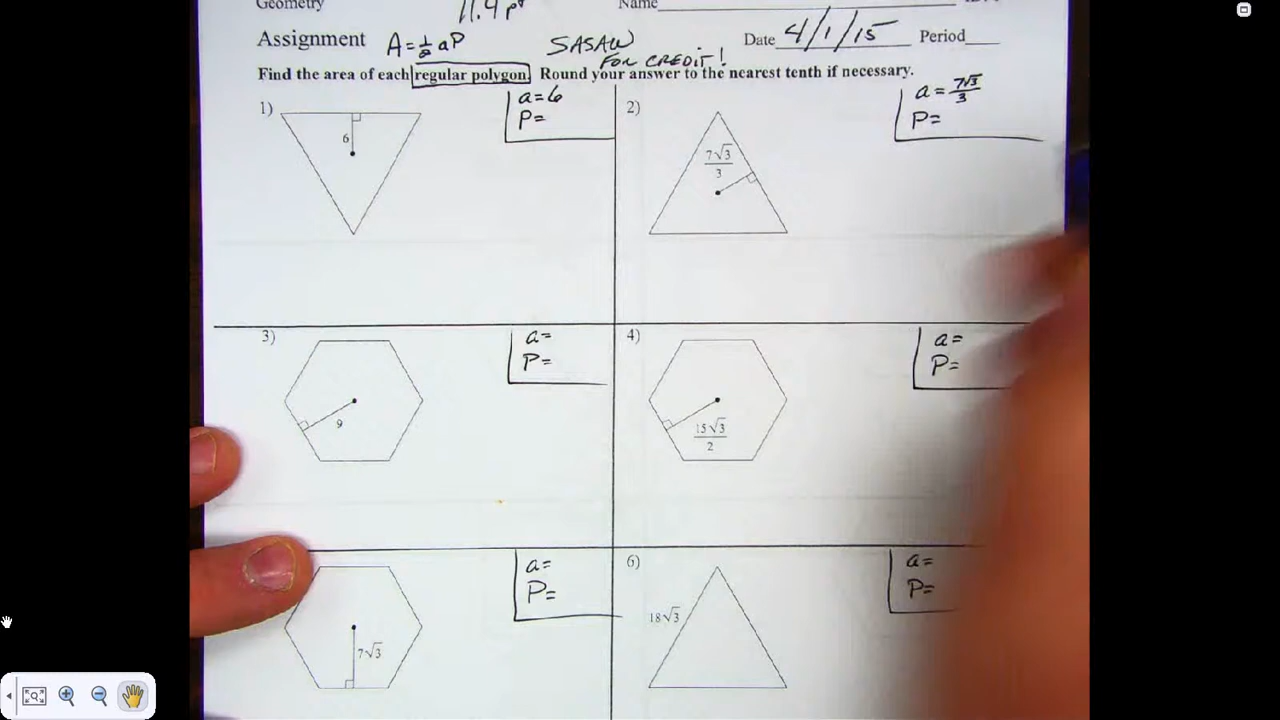 Geometry
11.4
Name
Assignment A = 1/2 aP
SASAW
FOR CREDIT!
Date 4/1/15 Period
Find the area of each regular polygon. Round your answer to the nearest tenth if necessary.
1)
a = 6
P =
6
2)
a = 7√3/3
P =
7√3/3
3)
a =
P =
9
4)
a =
P =
15√3/2
a =
P =
7√3
6)
a =
P =
18√3